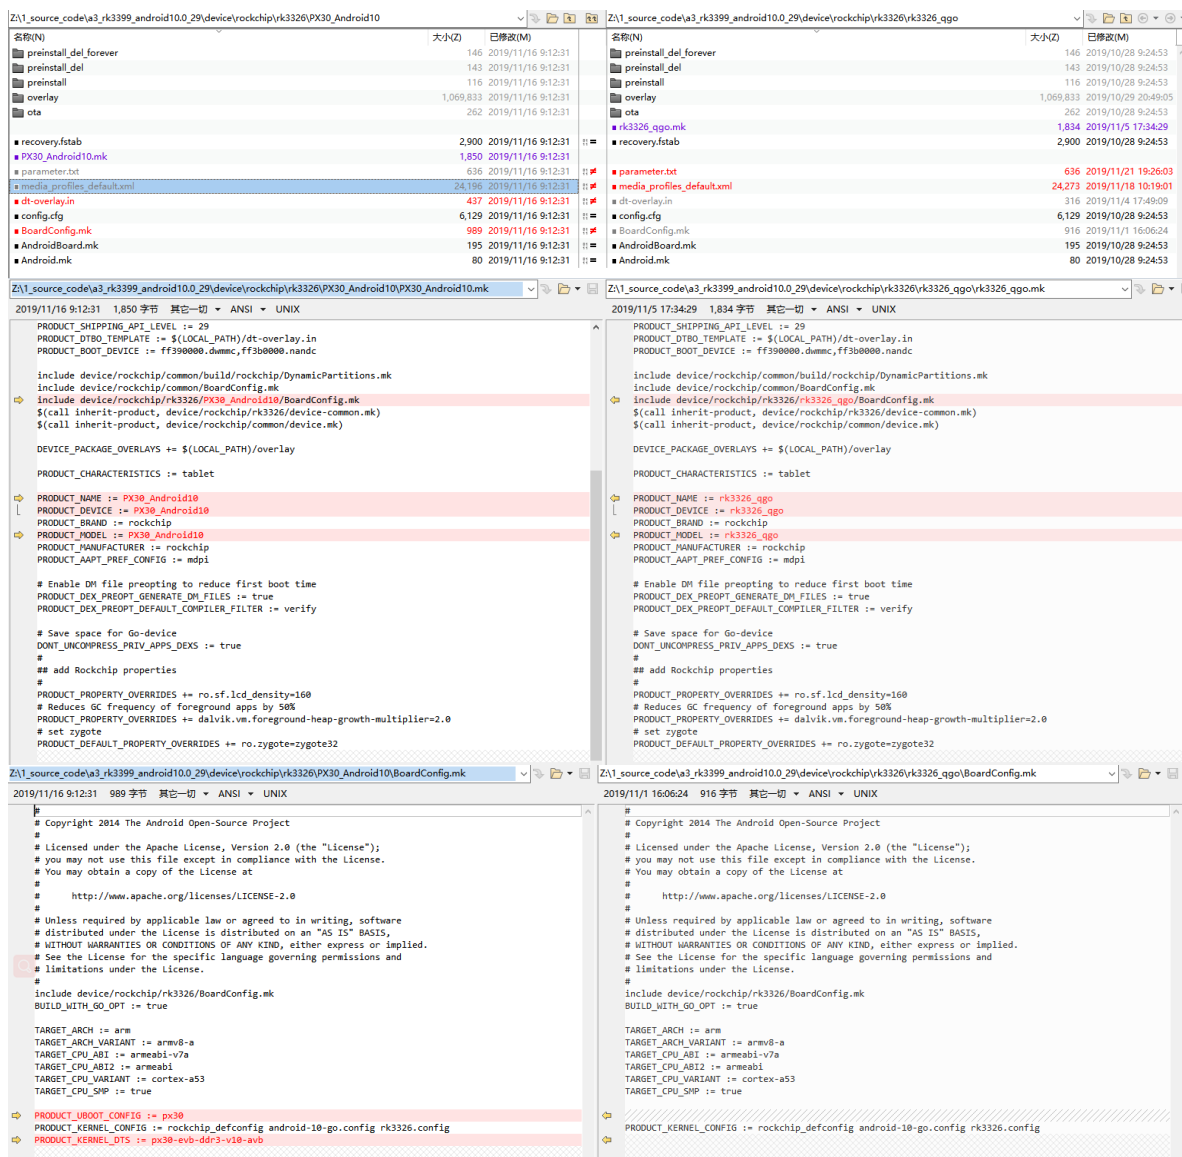 Z:\1_source_code\a3_rk3399_android10.0_29\device\rockchip\rk3326\PX30_Android10
名称(N) 大小(Z) 已修改(M)
preinstall_del_forever 146 2019/11/16 9:12:31
preinstall_del 143 2019/11/16 9:12:31
preinstall 116 2019/11/16 9:12:31
overlay 1,069,833 2019/11/16 9:12:31
ota 262 2019/11/16 9:12:31
recovery.fstab 2,900 2019/11/16 9:12:31
PX30_Android10.mk 1,850 2019/11/16 9:12:31
parameter.txt 636 2019/11/16 9:12:31
media_profiles_default.xml 24,196 2019/11/16 9:12:31
dt-overlay.in 437 2019/11/16 9:12:31
config.cfg 6,129 2019/11/16 9:12:31
BoardConfig.mk 989 2019/11/16 9:12:31
AndroidBoard.mk 195 2019/11/16 9:12:31
Android.mk 80 2019/11/16 9:12:31
Z:\1_source_code\a3_rk3399_android10.0_29\device\rockchip\rk3326\rk3326_qgo
名称(N) 大小(Z) 已修改(M)
preinstall_del_forever 146 2019/10/28 9:24:53
preinstall_del 143 2019/10/28 9:24:53
preinstall 116 2019/10/28 9:24:53
overlay 1,069,833 2019/10/29 20:49:05
ota 262 2019/10/28 9:24:53
rk3326_qgo.mk 1,834 2019/11/5 17:34:29
recovery.fstab 2,900 2019/10/28 9:24:53
parameter.txt 636 2019/11/21 19:26:03
media_profiles_default.xml 24,273 2019/11/18 10:19:01
dt-overlay.in 316 2019/11/4 17:49:09
config.cfg 6,129 2019/10/28 9:24:53
BoardConfig.mk 916 2019/11/1 16:06:24
AndroidBoard.mk 195 2019/10/28 9:24:53
Android.mk 80 2019/10/28 9:24:53
Z:\1_source_code\a3_rk3399_android10.0_29\device\rockchip\rk3326\PX30_Android10\PX30_Android10.mk
2019/11/16 9:12:31 1,850 字节 其它一切 ANSI UNIX
PRODUCT_SHIPPING_API_LEVEL := 29
PRODUCT_DTBO_TEMPLATE := $(LOCAL_PATH)/dt-overlay.in
PRODUCT_BOOT_DEVICE := ff390000.dwmmc,ff3b0000.nandc
include device/rockchip/common/build/rockchip/DynamicPartitions.mk
include device/rockchip/common/BoardConfig.mk
include device/rockchip/rk3326/PX30_Android10/BoardConfig.mk
$(call inherit-product, device/rockchip/rk3326/device-common.mk)
$(call inherit-product, device/rockchip/common/device.mk)
DEVICE_PACKAGE_OVERLAYS += $(LOCAL_PATH)/overlay
PRODUCT_CHARACTERISTICS := tablet
PRODUCT_NAME := PX30_Android10
PRODUCT_DEVICE := PX30_Android10
PRODUCT_BRAND := rockchip
PRODUCT_MODEL := PX30_Android10
PRODUCT_MANUFACTURER := rockchip
PRODUCT_AAPT_PREF_CONFIG := mdpi
# Enable DM file preopting to reduce first boot time
PRODUCT_DEX_PREOPT_GENERATE_DM_FILES := true
PRODUCT_DEX_PREOPT_DEFAULT_COMPILER_FILTER := verify
# Save space for Go-device
DONT_UNCOMPRESS_PRIV_APPS_DEXS := true
#
## add Rockchip properties
#
PRODUCT_PROPERTY_OVERRIDES += ro.sf.lcd_density=160
# Reduces GC frequency of foreground apps by 50%
PRODUCT_PROPERTY_OVERRIDES += dalvik.vm.foreground-heap-growth-multiplier=2.0
# set zygote
PRODUCT_DEFAULT_PROPERTY_OVERRIDES += ro.zygote=zygote32
Z:\1_source_code\a3_rk3399_android10.0_29\device\rockchip\rk3326\rk3326_qgo\rk3326_qgo.mk
2019/11/5 17:34:29 1,834 字节 其它一切 ANSI UNIX
PRODUCT_SHIPPING_API_LEVEL := 29
PRODUCT_DTBO_TEMPLATE := $(LOCAL_PATH)/dt-overlay.in
PRODUCT_BOOT_DEVICE := ff390000.dwmmc,ff3b0000.nandc
include device/rockchip/common/build/rockchip/DynamicPartitions.mk
include device/rockchip/common/BoardConfig.mk
include device/rockchip/rk3326/rk3326_qgo/BoardConfig.mk
$(call inherit-product, device/rockchip/rk3326/device-common.mk)
$(call inherit-product, device/rockchip/common/device.mk)
DEVICE_PACKAGE_OVERLAYS += $(LOCAL_PATH)/overlay
PRODUCT_CHARACTERISTICS := tablet
PRODUCT_NAME := rk3326_qgo
PRODUCT_DEVICE := rk3326_qgo
PRODUCT_BRAND := rockchip
PRODUCT_MODEL := rk3326_qgo
PRODUCT_MANUFACTURER := rockchip
PRODUCT_AAPT_PREF_CONFIG := mdpi
# Enable DM file preopting to reduce first boot time
PRODUCT_DEX_PREOPT_GENERATE_DM_FILES := true
PRODUCT_DEX_PREOPT_DEFAULT_COMPILER_FILTER := verify
# Save space for Go-device
DONT_UNCOMPRESS_PRIV_APPS_DEXS := true
#
## add Rockchip properties
#
PRODUCT_PROPERTY_OVERRIDES += ro.sf.lcd_density=160
# Reduces GC frequency of foreground apps by 50%
PRODUCT_PROPERTY_OVERRIDES += dalvik.vm.foreground-heap-growth-multiplier=2.0
# set zygote
PRODUCT_DEFAULT_PROPERTY_OVERRIDES += ro.zygote=zygote32
Z:\1_source_code\a3_rk3399_android10.0_29\device\rockchip\rk3326\PX30_Android10\BoardConfig.mk
2019/11/16 9:12:31 989 字节 其它一切 ANSI UNIX
#
# Copyright 2014 The Android Open-Source Project
#
# Licensed under the Apache License, Version 2.0 (the "License");
# you may not use this file except in compliance with the License.
# You may obtain a copy of the License at
#
# http://www.apache.org/licenses/LICENSE-2.0
#
# Unless required by applicable law or agreed to in writing, software
# distributed under the License is distributed on an "AS IS" BASIS,
# WITHOUT WARRANTIES OR CONDITIONS OF ANY KIND, either express or implied.
# See the License for the specific language governing permissions and
# limitations under the License.
#
include device/rockchip/rk3326/BoardConfig.mk
BUILD_WITH_GO_OPT := true
TARGET_ARCH := arm
TARGET_ARCH_VARIANT := armv8-a
TARGET_CPU_ABI := armeabi-v7a
TARGET_CPU_ABI2 := armeabi
TARGET_CPU_VARIANT := cortex-a53
TARGET_CPU_SMP := true
PRODUCT_UBOOT_CONFIG := px30
PRODUCT_KERNEL_CONFIG := rockchip_defconfig android-10-go.config rk3326.config
PRODUCT_KERNEL_DTS := px30-evb-ddr3-v10-avb
Z:\1_source_code\a3_rk3399_android10.0_29\device\rockchip\rk3326\rk3326_qgo\BoardConfig.mk
2019/11/1 16:06:24 916 字节 其它一切 ANSI UNIX
#
# Copyright 2014 The Android Open-Source Project
#
# Licensed under the Apache License, Version 2.0 (the "License");
# you may not use this file except in compliance with the License.
# You may obtain a copy of the License at
#
# http://www.apache.org/licenses/LICENSE-2.0
#
# Unless required by applicable law or agreed to in writing, software
# distributed under the License is distributed on an "AS IS" BASIS,
# WITHOUT WARRANTIES OR CONDITIONS OF ANY KIND, either express or implied.
# See the License for the specific language governing permissions and
# limitations under the License.
#
include device/rockchip/rk3326/BoardConfig.mk
BUILD_WITH_GO_OPT := true
TARGET_ARCH := arm
TARGET_ARCH_VARIANT := armv8-a
TARGET_CPU_ABI := armeabi-v7a
TARGET_CPU_ABI2 := armeabi
TARGET_CPU_VARIANT := cortex-a53
TARGET_CPU_SMP := true
PRODUCT_KERNEL_CONFIG := rockchip_defconfig android-10-go.config rk3326.config